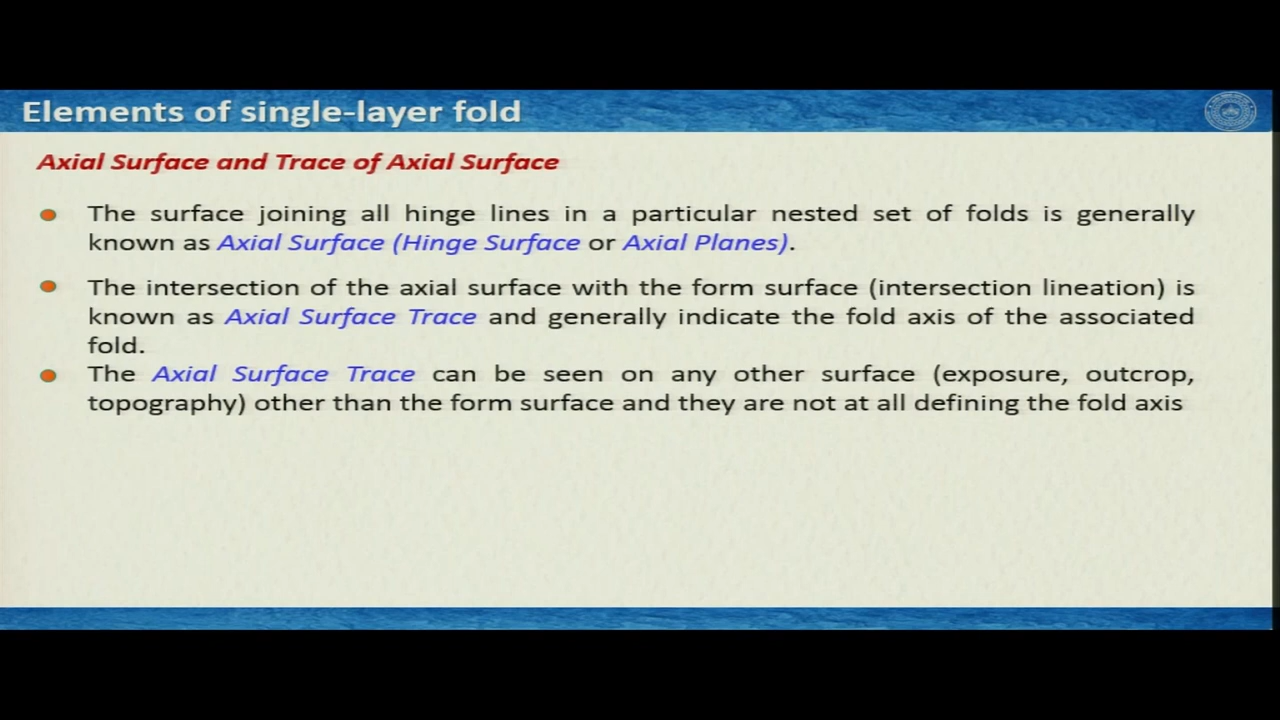 Elements of single-layer fold
Axial Surface and Trace of Axial Surface
The surface joining all hinge lines in a particular nested set of folds is generally
known as Axial Surface (Hinge Surface or Axial Planes).
The intersection of the axial surface with the form surface (intersection lineation) is
known as Axial Surface Trace and generally indicate the fold axis of the associated
fold.
The Axial Surface Trace can be seen on any other surface (exposure, outcrop,
topography) other than the form surface and they are not at all defining the fold axis